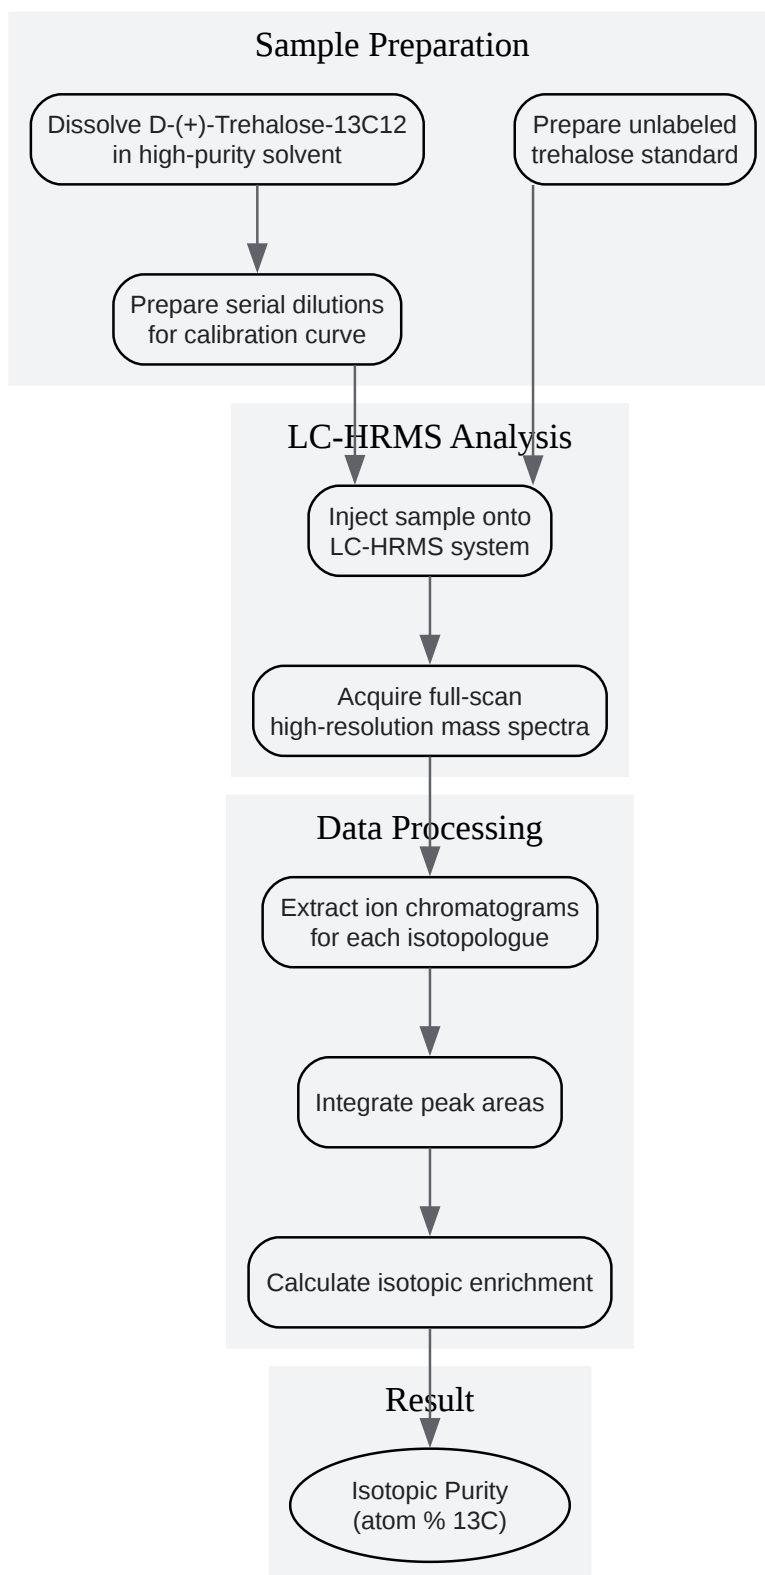 Sample Preparation
Dissolve D-(+)-Trehalose-13C12
in high-purity solvent
Prepare unlabeled
trehalose standard
Prepare serial dilutions
for calibration curve
LC-HRMS Analysis
Inject sample onto
LC-HRMS system
Acquire full-scan
high-resolution mass spectra
Data Processing
Extract ion chromatograms
for each isotopologue
Integrate peak areas
Calculate isotopic enrichment
Result
Isotopic Purity
(atom % 13C)